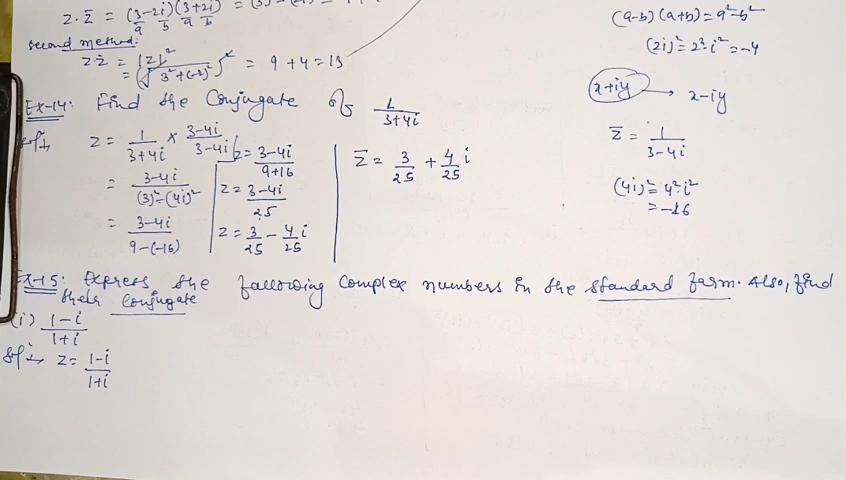 z.z̄ = (3-2i)(3+2i)
a b a b
second method:
z.z̄ = |z|²
= (√3²+(-2)²)² = 9+4=13
(a-b)(a+b)=a²-b²
(2i)²=2².i²=-4
x+iy → x-iy
Ex-14: Find the Conjugate of 1/3+4i
Sol:→ z = 1/3+4i × 3-4i/3-4i
= 3-4i/(3)²-(4i)²
= 3-4i/9-(-16)
z = 3-4i/9+16
z = 3-4i/25
z = 3/25 - 4/25 i
z̄ = 3/25 + 4/25 i
z̄ = 1/3-4i
(4i)² = 4².i²
= -16
Ex-15: Express the following complex numbers in the standard form. Also, find
their conjugate
(i) 1-i/1+i
Sol:→ z = 1-i/1+i